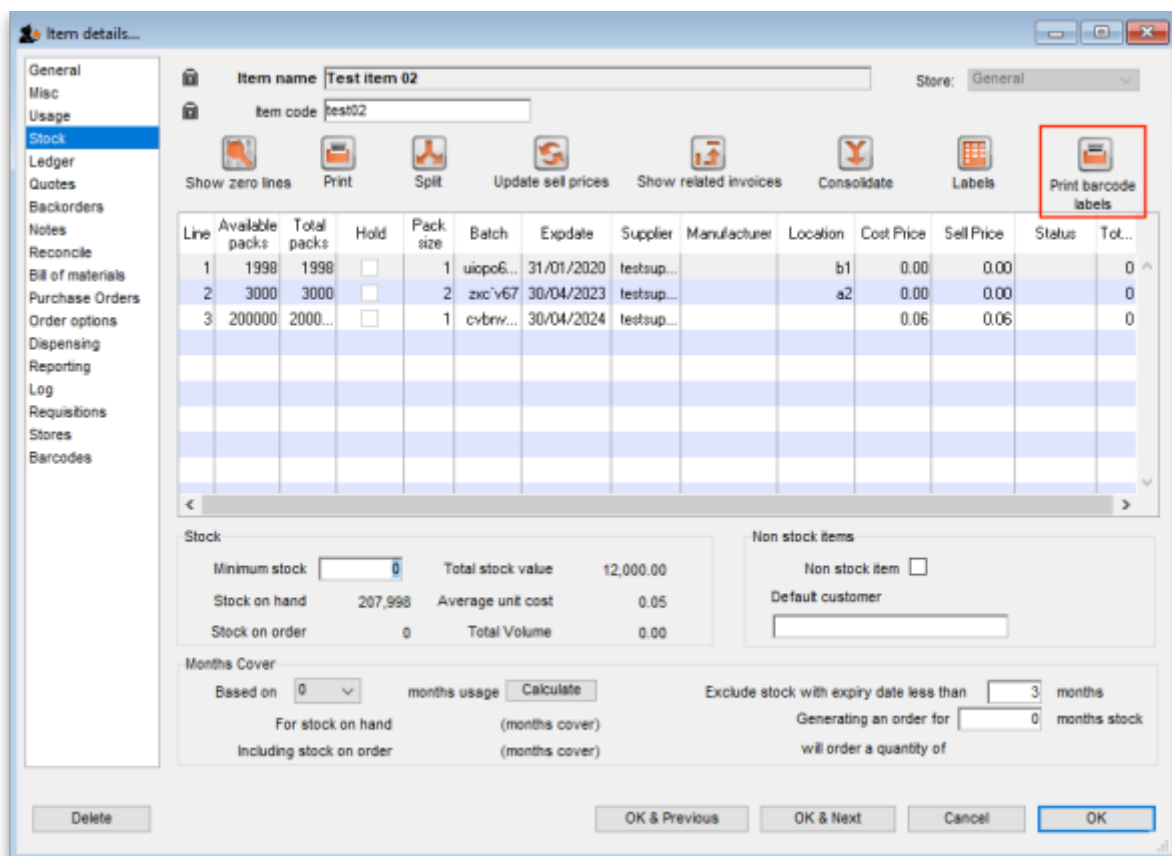 Item details...
General
Misc
Usage
Stock
Ledger
Quotes
Backorders
Notes
Reconcile
Bill of materials
Purchase Orders
Order options
Dispensing
Reporting
Log
Requisitions
Stores
Barcodes
Item name Test item 02 Store: General
Item code test02
Show zero lines Print Split Update sell prices Show related invoices Consolidate Labels Print barcode labels
Line Available packs Total packs Hold Pack size Batch Expdate Supplier Manufacturer Location Cost Price Sell Price Status Tot...
1 1998 1998 1 uiopo6... 31/01/2020 testsup... b1 0.00 0.00 0
2 3000 3000 2 zxc`v67 30/04/2023 testsup... a2 0.00 0.00 0
3 200000 2000... 1 cvbnv... 30/04/2024 testsup... 0.06 0.06 0
Stock Non stock items
Minimum stock 0 Total stock value 12,000.00 Non stock item
Stock on hand 207,998 Average unit cost 0.05 Default customer
Stock on order 0 Total Volume 0.00
Months Cover
Based on 0 months usage Calculate Exclude stock with expiry date less than 3 months
For stock on hand (months cover) Generating an order for 0 months stock
Including stock on order (months cover) will order a quantity of
Delete OK & Previous OK & Next Cancel OK